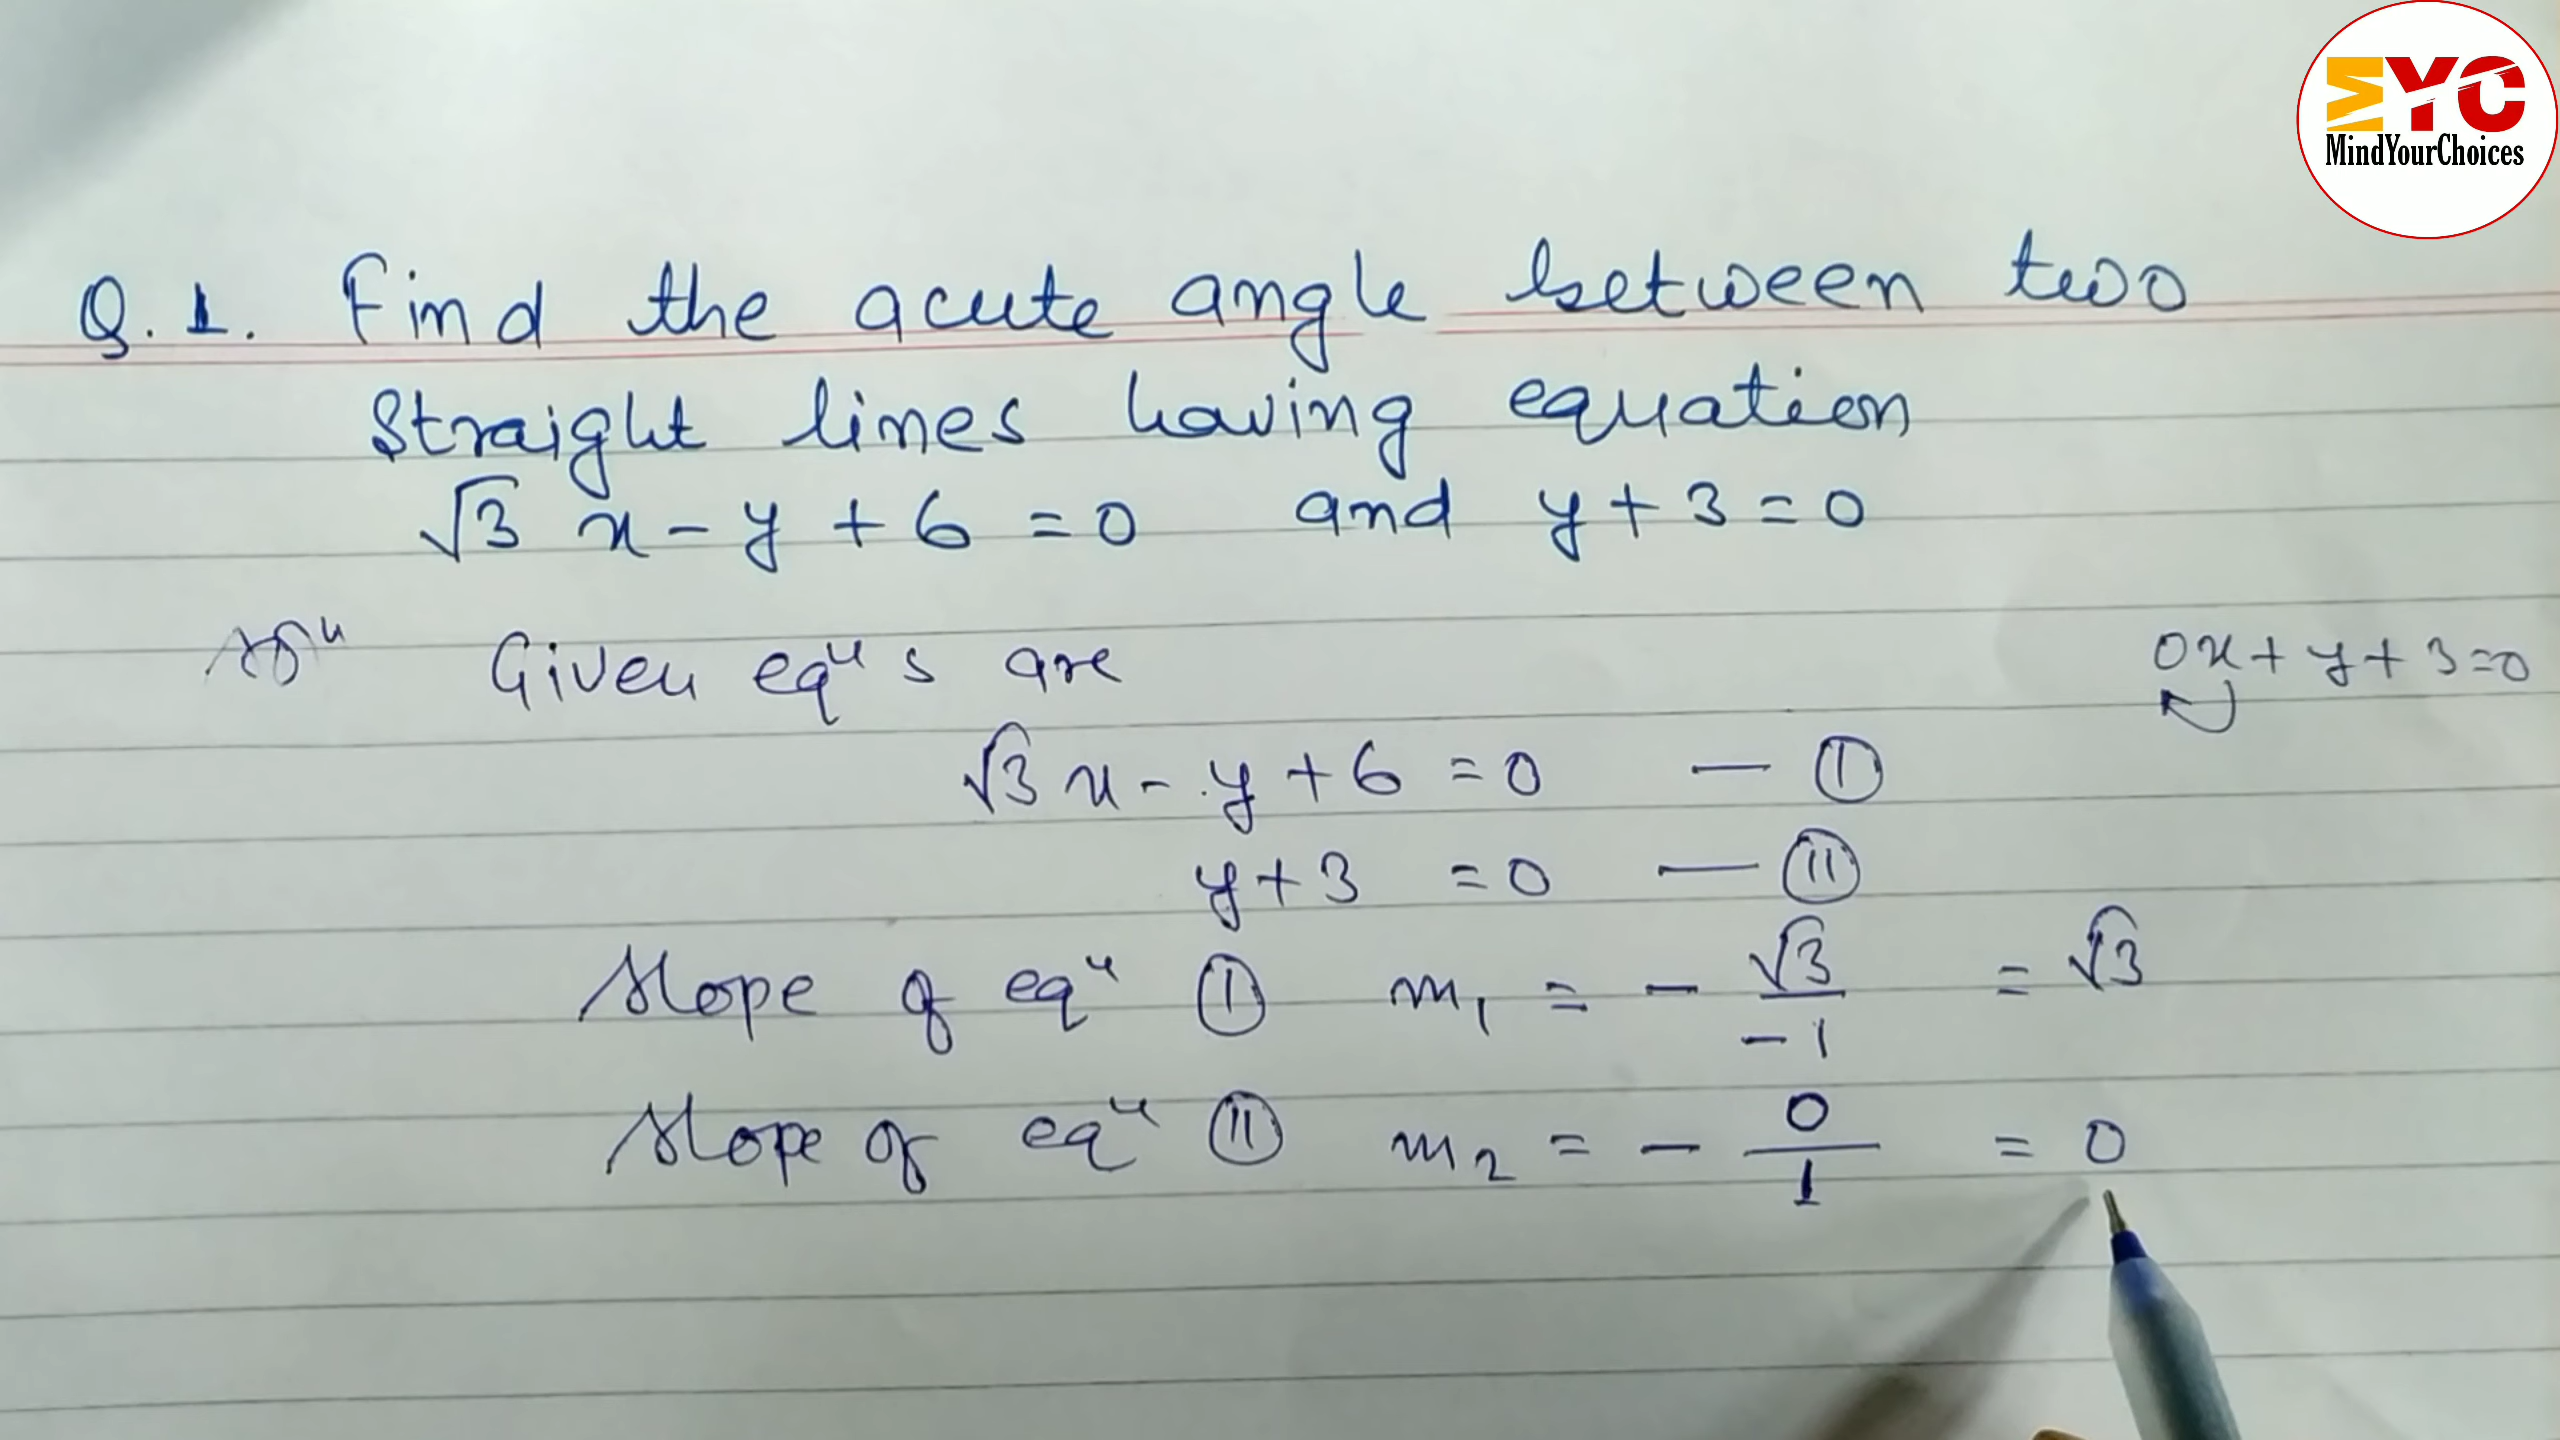 MYC
MindYourChoices
Q. 1. Find the acute angle between two
Straight lines having equation
√3 x - y + 6 = 0 and y + 3 = 0
Solⁿ Given eqⁿs are
0x + y + 3 = 0
√3 x - y + 6 = 0 — (I)
y + 3 = 0 — (II)
Slope of eqⁿ (I) m₁ = - √3/-1 = √3
Slope of eqⁿ (II) m₂ = - 0/1 = 0